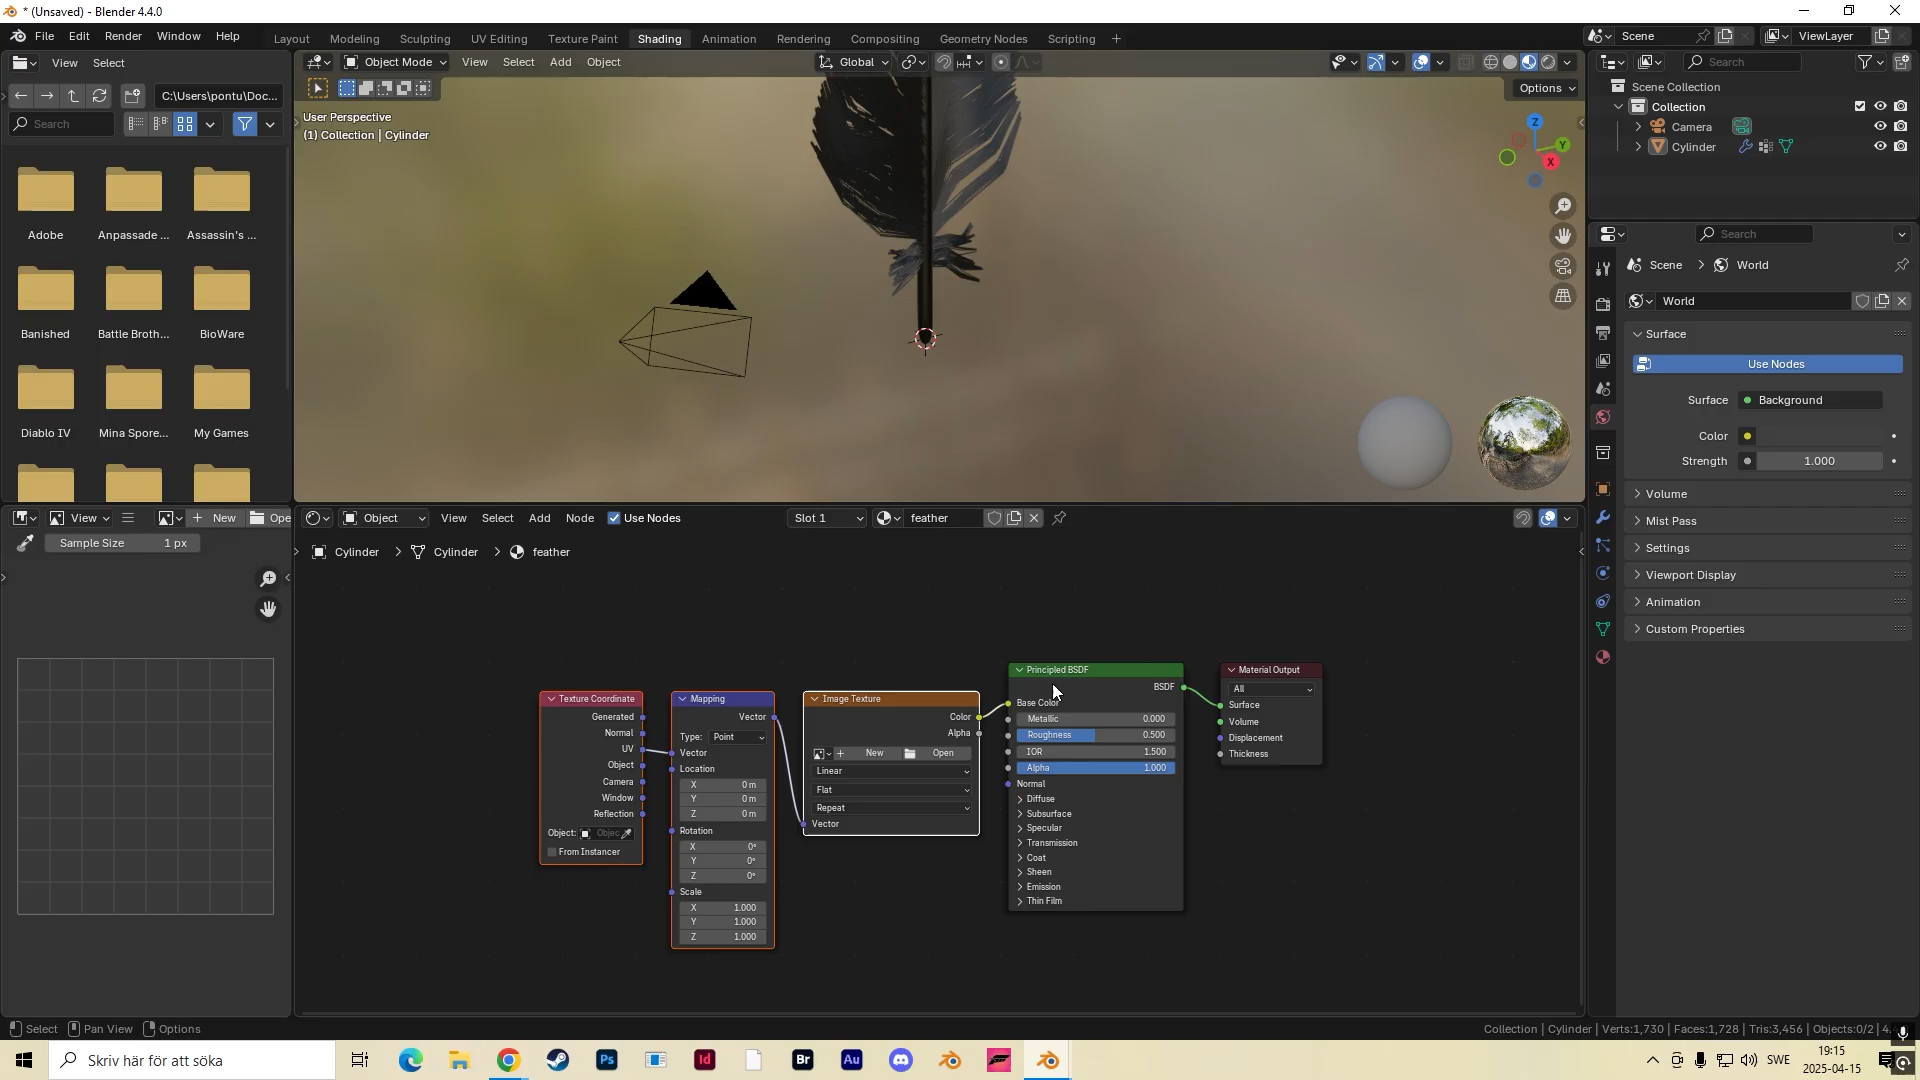 * (Unsaved) - Blender 4.4.0
File Edit Render Window Help
Layout Modeling Sculpting UV Editing Texture Paint Shading Animation Rendering Compositing Geometry Nodes Scripting
Scene ViewLayer
View Select
C:\Users\pontu\Doc...
Search
Adobe Anpassade ... Assassin's ...
Banished Battle Broth... BioWare
Diablo IV Mina Spore... My Games
Object Mode View Select Add Object Global
Options
User Perspective
(1) Collection | Cylinder
Z
Y
X
Search
Scene Collection
Collection
Camera
Cylinder
Search
Scene > World
World
Surface
Use Nodes
Surface Background
Color
Strength 1.000
Volume
Mist Pass
Settings
Viewport Display
Animation
Custom Properties
View New Ope
Sample Size 1 px
Object View Select Add Node Use Nodes Slot 1 feather
Cylinder > Cylinder > feather
Texture Coordinate
Generated
Normal
UV
Object
Camera
Window
Reflection
Object: Objec
From Instancer
Mapping
Vector
Type: Point
Vector
Location
X 0 m
Y 0 m
Z 0 m
Rotation
X 0°
Y 0°
Z 0°
Scale
X 1.000
Y 1.000
Z 1.000
Image Texture
Color
Alpha
New Open
Linear
Flat
Repeat
Vector
Principled BSDF
BSDF
Base Color
Metallic 0.000
Roughness 0.500
IOR 1.500
Alpha 1.000
Normal
Diffuse
Subsurface
Specular
Transmission
Coat
Sheen
Emission
Thin Film
Material Output
All
Surface
Volume
Displacement
Thickness
Select Pan View Options
Collection | Cylinder | Verts:1,730 | Faces:1,728 | Tris:3,456 | Objects:0/2 | 4.
Skriv här för att söka
Ps
Id
Br
Au
SWE
19:15
2025-04-15